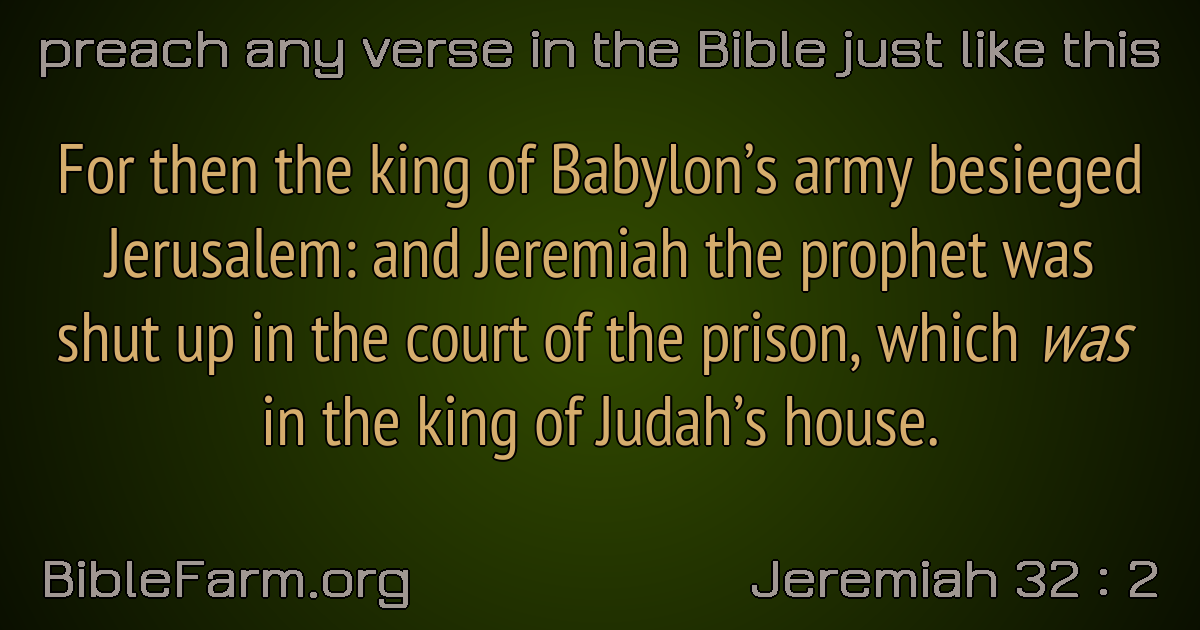 preach any verse in the Bible just like this
For then the king of Babylon’s army besieged
Jerusalem: and Jeremiah the prophet was
shut up in the court of the prison, which was
in the king of Judah’s house.
BibleFarm.org
Jeremiah 32 : 2